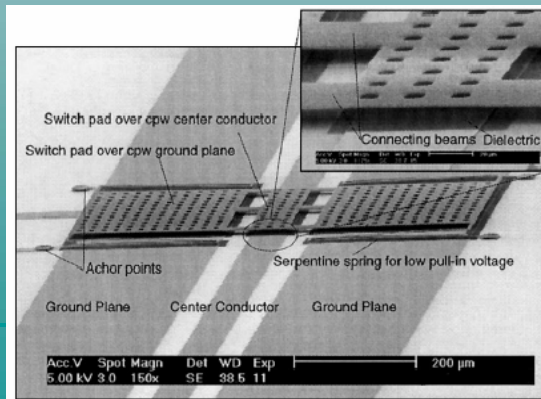 Switch pad over cpw center conductor
Switch pad over cpw ground plane
Connecting beams Dielectric
Achor points
Serpentine spring for low pull-in voltage
Ground Plane Center Conductor Ground Plane
Acc.V Spot Magn Det WD Exp
5.00 kV 3.0 150x SE 38.5 11
200 µm